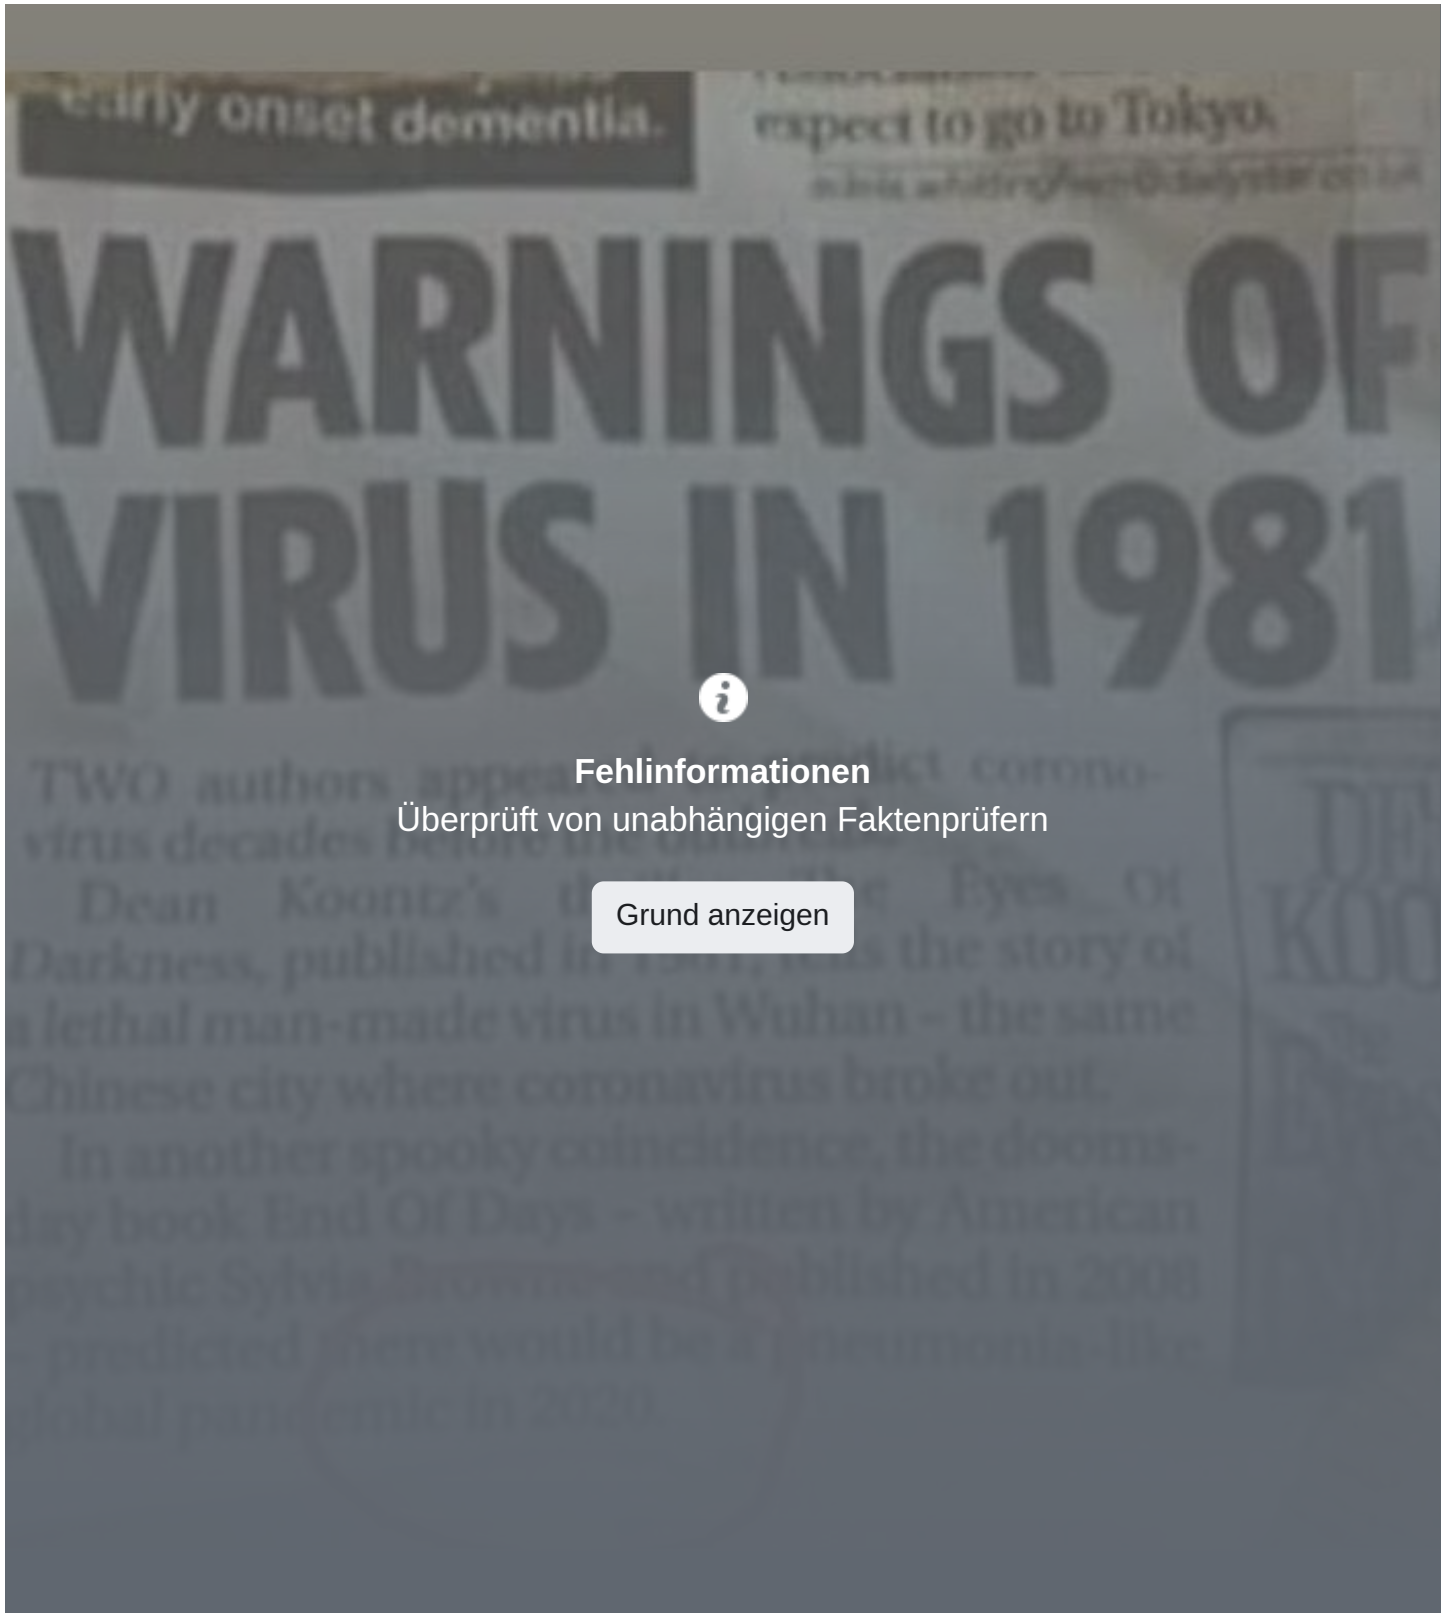 early onset dementia.
expect to go to Tokyo.
WARNINGS OF
VIRUS IN 1981
TWO authors appeared to predict corono-
virus decades before the
Dean Koontz's The Eyes Of
Darkness, published in 1981, tells the story of
a lethal man-made virus in Wuhan – the same
Chinese city where coronavirus broke out.
In another spooky coincidence, the dooms-
day book End Of Days – written by American
psychic Sylvia Browne and published in 2008
– predicted there would be a pneumonia-like
global pandemic in 2020
Fehlinformationen
Überprüft von unabhängigen Faktenprüfern
Grund anzeigen